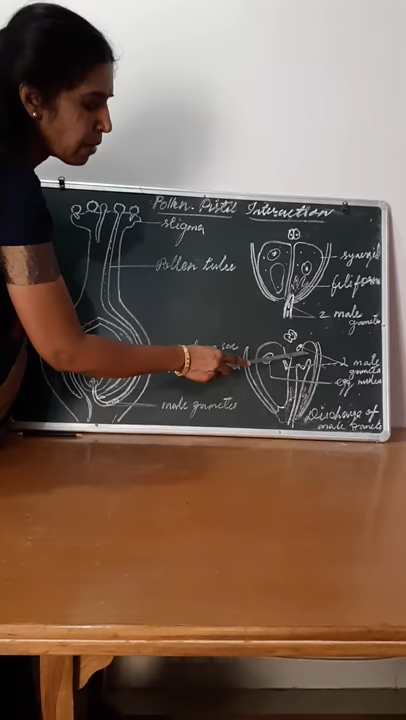 Pollen-Pistil Interaction
stigma
Pollen tube
sac
male gametes
synergid
filiform
2 male
gametes
2 male
gametes
egg nucleus
Discharge of
male gametes